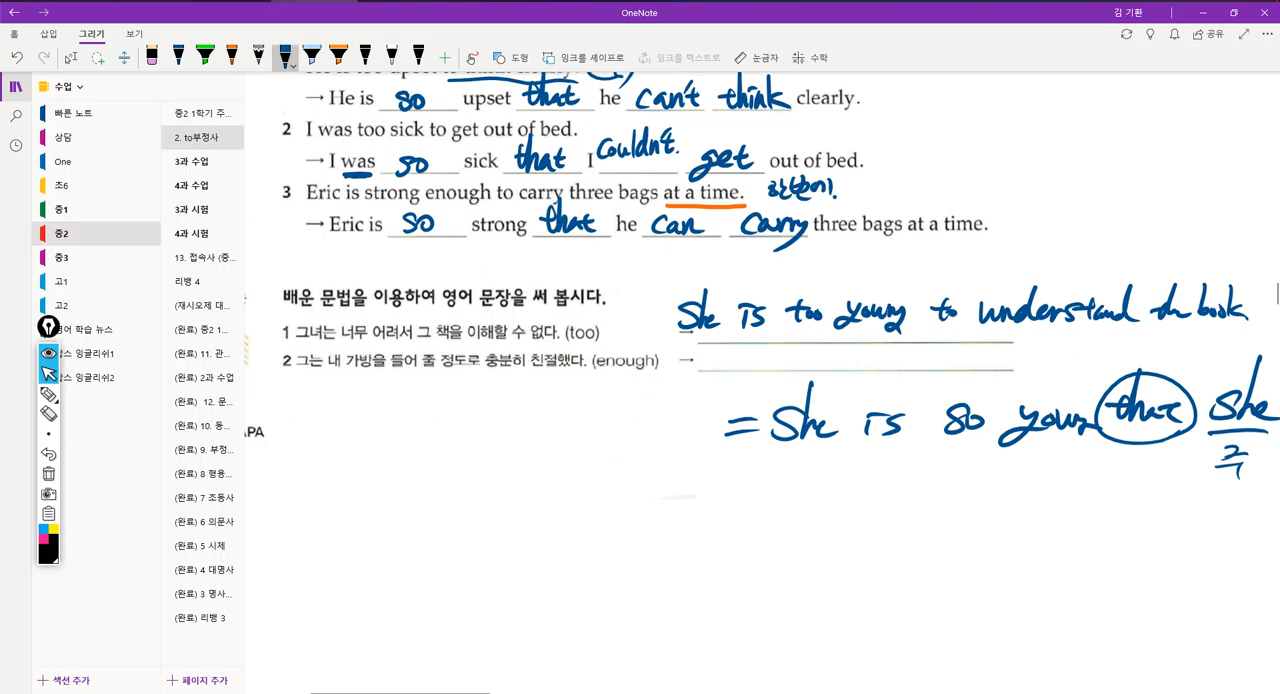 OneNote
김 기환
홈 삽입 그리기 보기
공유
도형 잉크를 셰이프로 잉크를 텍스트로 눈금자 수학
수업
빠른 노트
상담
One
초6
중1
중2
중3
고1
고2
영어 학습 뉴스
잉글리쉬1
잉글리쉬2
중2 1학기 주...
2. to부정사
3과 수업
4과 수업
3과 시험
4과 시험
13. 접속사 (중...
리뱅 4
(재시오제 대...
(완료) 중2 1...
(완료) 11. 관...
(완료) 2과 수업
(완료) 12. 문...
(완료) 10. 동...
(완료) 9. 부정...
(완료) 8 형용...
(완료) 7 조동사
(완료) 6 의문사
(완료) 5 시제
(완료) 4 대명사
(완료) 3 명사...
(완료) 리뱅 3
섹션 추가
페이지 추가
→ He is so upset that he can't think clearly.
2 I was too sick to get out of bed.
→ I was so sick that I couldn't get out of bed.
3 Eric is strong enough to carry three bags at a time. 한번에.
→ Eric is so strong that he can carry three bags at a time.
배운 문법을 이용하여 영어 문장을 써 봅시다.
1 그녀는 너무 어려서 그 책을 이해할 수 없다. (too) → She is too young to understand the book
2 그는 내 가방을 들어 줄 정도로 충분히 친절했다. (enough) →
= She is so young that she
APA